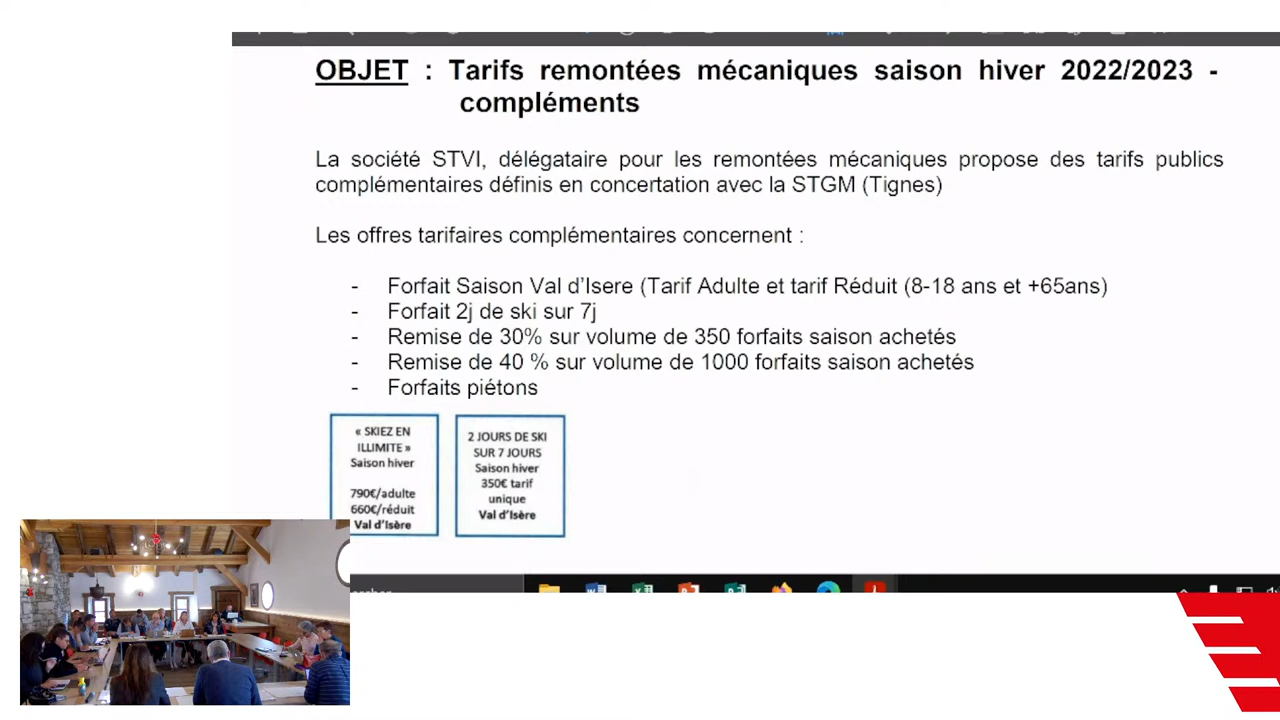 OBJET : Tarifs remontées mécaniques saison hiver 2022/2023 -
compléments
La société STVI, délégataire pour les remontées mécaniques propose des tarifs publics
complémentaires définis en concertation avec la STGM (Tignes)
Les offres tarifaires complémentaires concernent :
- Forfait Saison Val d'Isere (Tarif Adulte et tarif Réduit (8-18 ans et +65ans)
- Forfait 2j de ski sur 7j
- Remise de 30% sur volume de 350 forfaits saison achetés
- Remise de 40 % sur volume de 1000 forfaits saison achetés
- Forfaits piétons
« SKIEZ EN
ILLIMITE »
Saison hiver
790€/adulte
660€/réduit
Val d'Isère
2 JOURS DE SKI
SUR 7 JOURS
Saison hiver
350€ tarif
unique
Val d'Isère